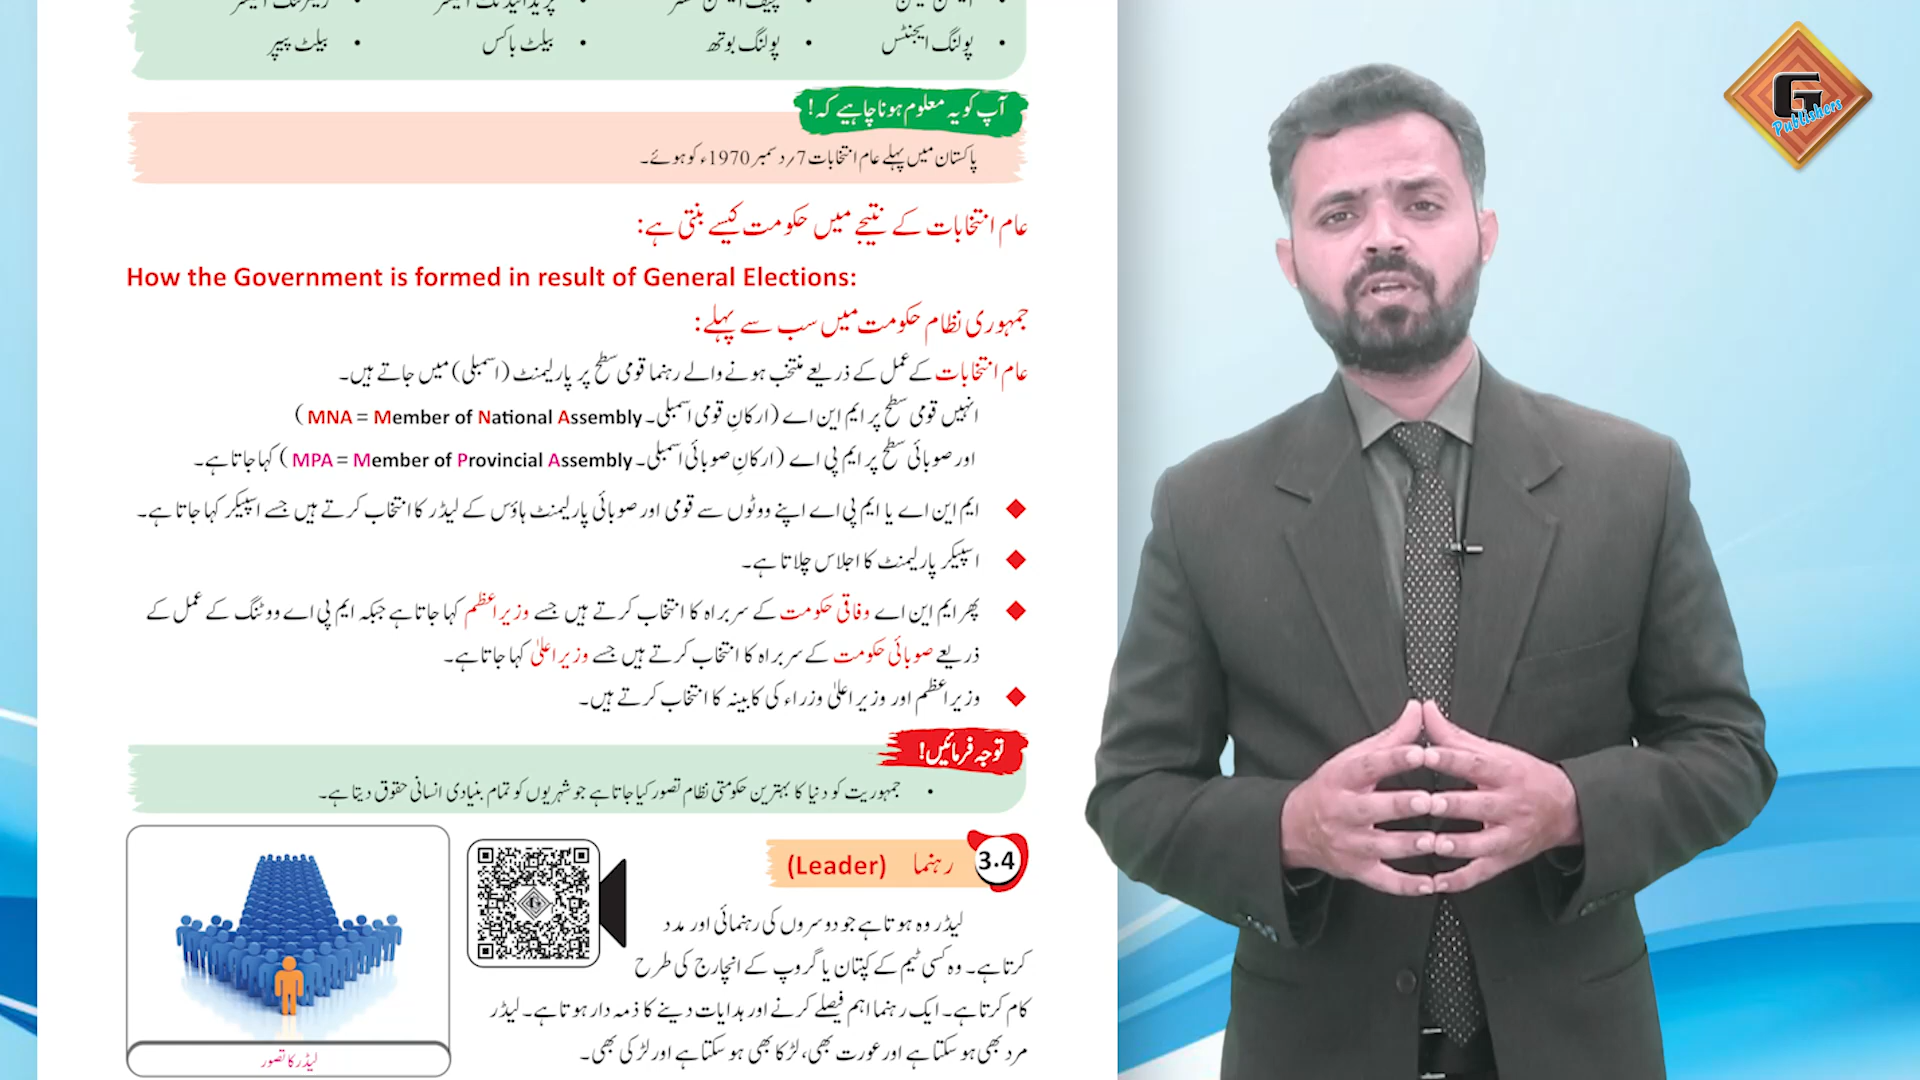 • پولنگ ایجنٹس • پولنگ بوتھ • بیلٹ باکس • بیلٹ پیپر
آپ کو یہ معلوم ہونا چاہیے کہ!
پاکستان میں پہلے عام انتخابات 7/دسمبر 1970ء کو ہوئے۔
عام انتخابات کے نتیجے میں حکومت کیسے بنتی ہے:
How the Government is formed in result of General Elections:
جمہوری نظام حکومت میں سب سے پہلے:
عام انتخابات کے عمل کے ذریعے منتخب ہونے والے رہنما قومی سطح پر پارلیمنٹ (اسمبلی) میں جاتے ہیں۔
انہیں قومی سطح پر ایم این اے (ارکانِ قومی اسمبلی۔ MNA = Member of National Assembly)
اور صوبائی سطح پر ایم پی اے (ارکانِ صوبائی اسمبلی۔ MPA = Member of Provincial Assembly) کہا جاتا ہے۔
ایم این اے یا ایم پی اے اپنے ووٹوں سے قومی اور صوبائی پارلیمنٹ ہاؤس کے لیڈر کا انتخاب کرتے ہیں جسے اسپیکر کہا جاتا ہے۔
اسپیکر پارلیمنٹ کا اجلاس چلاتا ہے۔
پھر ایم این اے وفاقی حکومت کے سربراہ کا انتخاب کرتے ہیں جسے وزیراعظم کہا جاتا ہے جبکہ ایم پی اے ووٹنگ کے عمل کے
ذریعے صوبائی حکومت کے سربراہ کا انتخاب کرتے ہیں جسے وزیراعلیٰ کہا جاتا ہے۔
وزیراعظم اور وزیراعلیٰ وزراء کی کابینہ کا انتخاب کرتے ہیں۔
توجہ فرمائیں!
• جمہوریت کو دنیا کا بہترین حکومتی نظام تصور کیا جاتا ہے جو شہریوں کو تمام بنیادی انسانی حقوق دیتا ہے۔
3.4 رہنما (Leader)
لیڈر وہ ہوتا ہے جو دوسروں کی رہنمائی اور مدد
کرتا ہے۔ وہ کسی ٹیم کے کپتان یا گروپ کے انچارج کی طرح
کام کرتا ہے۔ ایک رہنما اہم فیصلے کرنے اور ہدایات دینے کا ذمہ دار ہوتا ہے۔ لیڈر
مرد بھی ہو سکتا ہے اور عورت بھی، لڑکا بھی ہو سکتا ہے اور لڑکی بھی۔
لیڈر کا تصور
G
Publishers